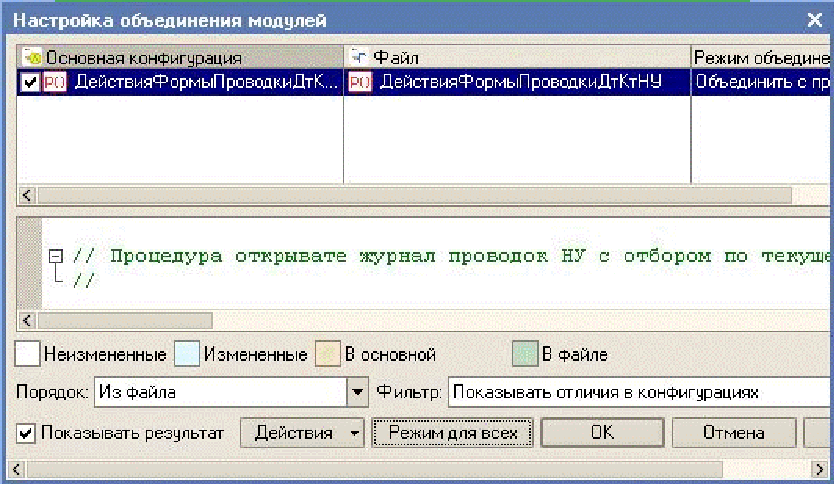 Настройка объединения модулей
Основная конфигурация Файл Режим объедине
ДействияФормыПроводкиДтК... ДействияФормыПроводкиДтКтНУ Объединить с пр
// Процедура открывате журнал проводок НУ с отбором по текуще
//
Неизмененные Измененные В основной В файле
Порядок: Из файла Фильтр: Показывать отличия в конфигурациях
Показывать результат Действия Режим для всех OK Отмена